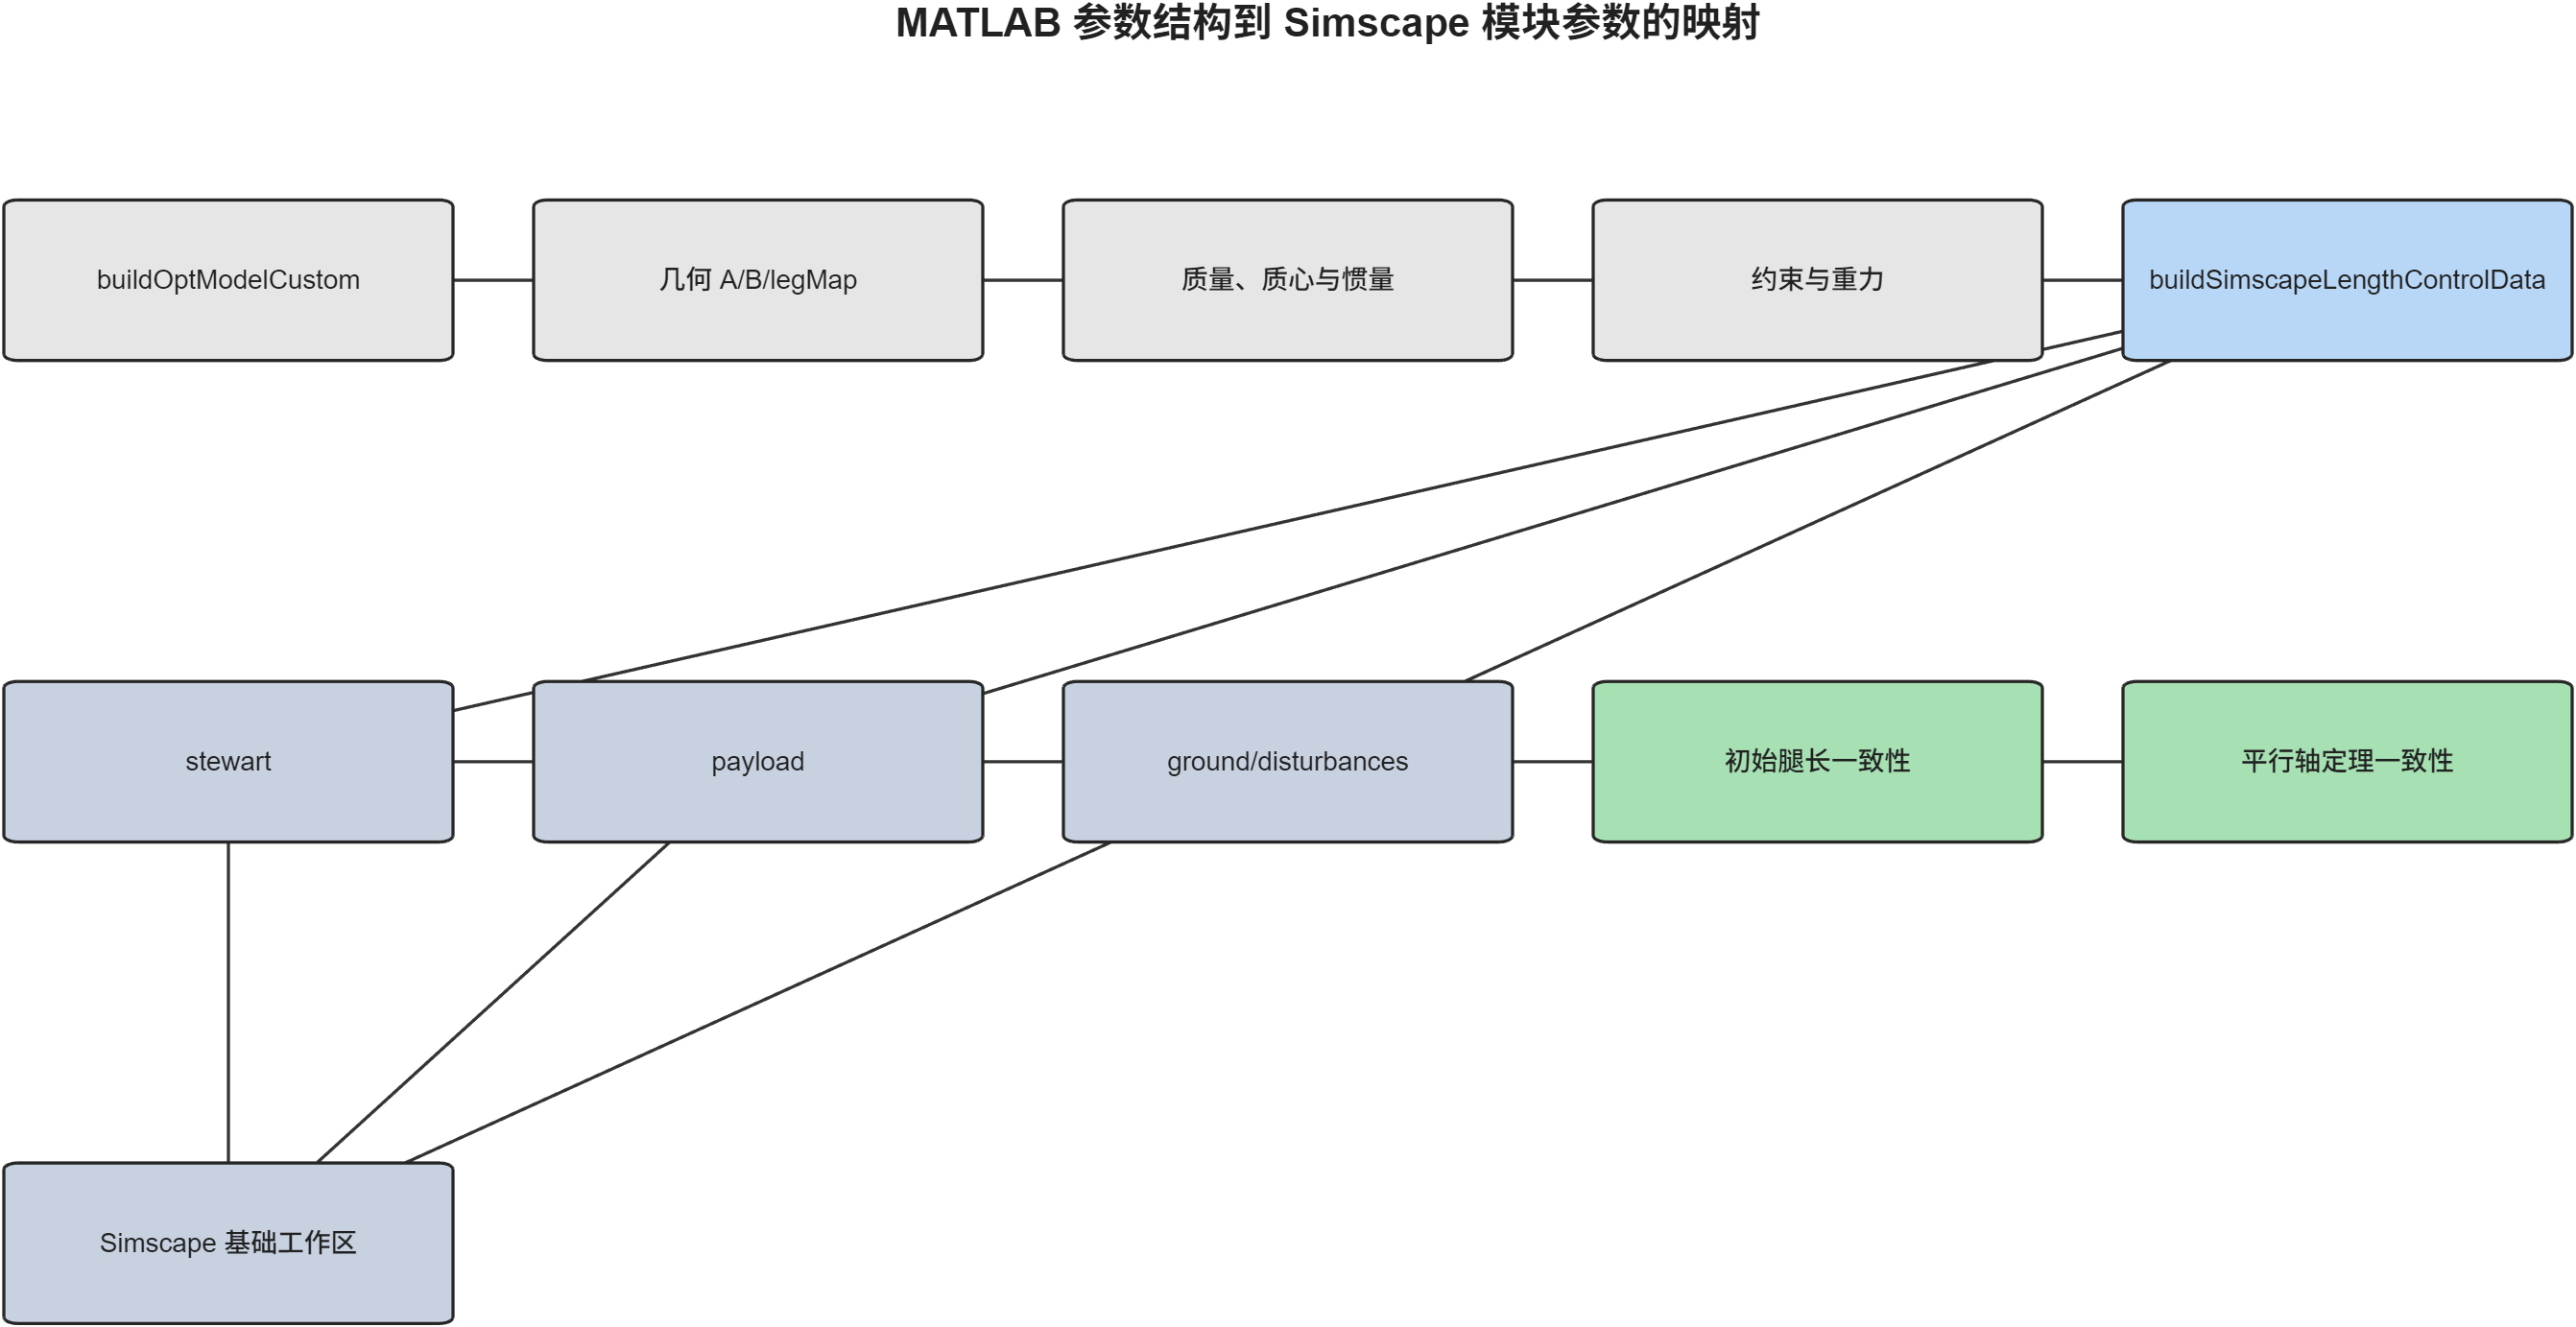 MATLAB 参数结构到 Simscape 模块参数的映射
buildOptModelCustom
几何 A/B/legMap
质量、质心与惯量
约束与重力
buildSimscapeLengthControlData
stewart
payload
ground/disturbances
初始腿长一致性
平行轴定理一致性
Simscape 基础工作区